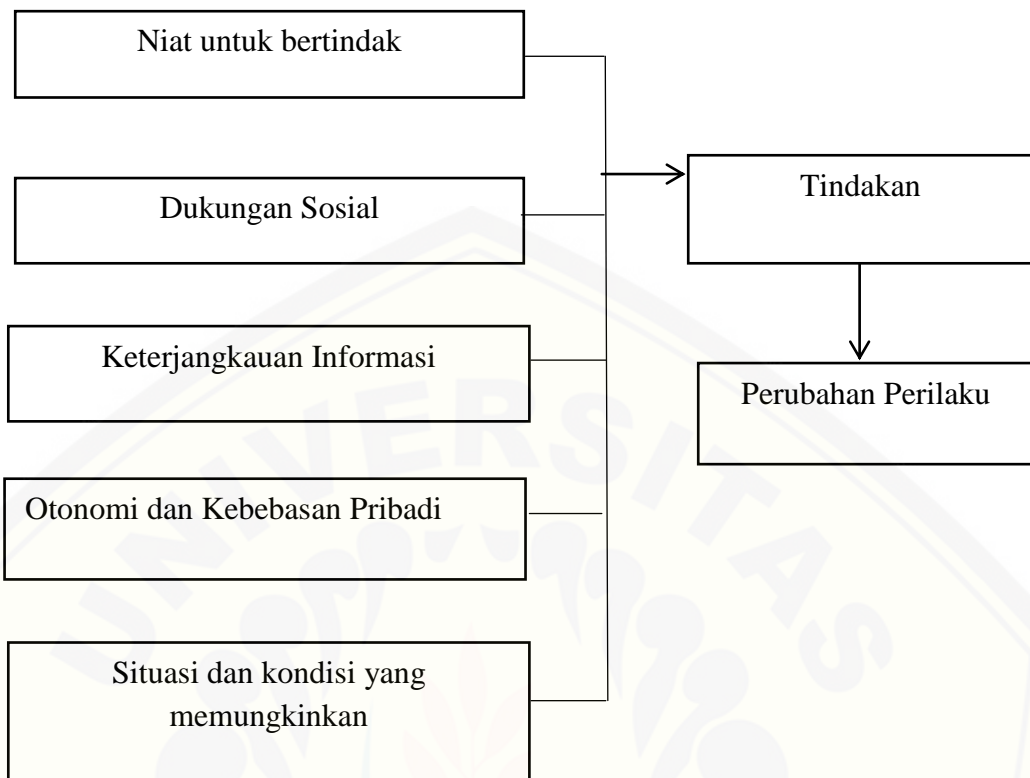 Niat untuk bertindak
Dukungan Sosial
Keterjangkauan Informasi
Otonomi dan Kebebasan Pribadi
Situasi dan kondisi yang
memungkinkan
Tindakan
Perubahan Perilaku
UNIVERSITAS